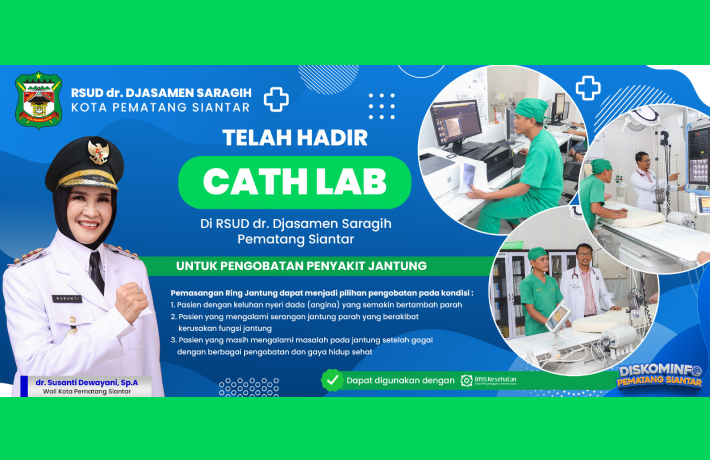 RSUD dr. DJASAMEN SARAGIH
KOTA PEMATANG SIANTAR
TELAH HADIR
CATH LAB
Di RSUD dr. Djasamen Saragih
Pematang Siantar
UNTUK PENGOBATAN PENYAKIT JANTUNG
Pemasangan Ring Jantung dapat menjadi pilihan pengobatan pada kondisi :
1. Pasien dengan keluhan nyeri dada (angina) yang semakin bertambah parah
2. Pasien yang mengalami serangan jantung parah yang berakibat
kerusakan fungsi jantung
3. Pasien yang masih mengalami masalah pada jantung setelah gagal
dengan berbagai pengobatan dan gaya hidup sehat
SUSANTI
dr. Susanti Dewayani, Sp.A
Wali Kota Pematang Siantar
Dapat digunakan dengan
BPJS Kesehatan
DISKOMINFO
PEMATANG SIANTAR